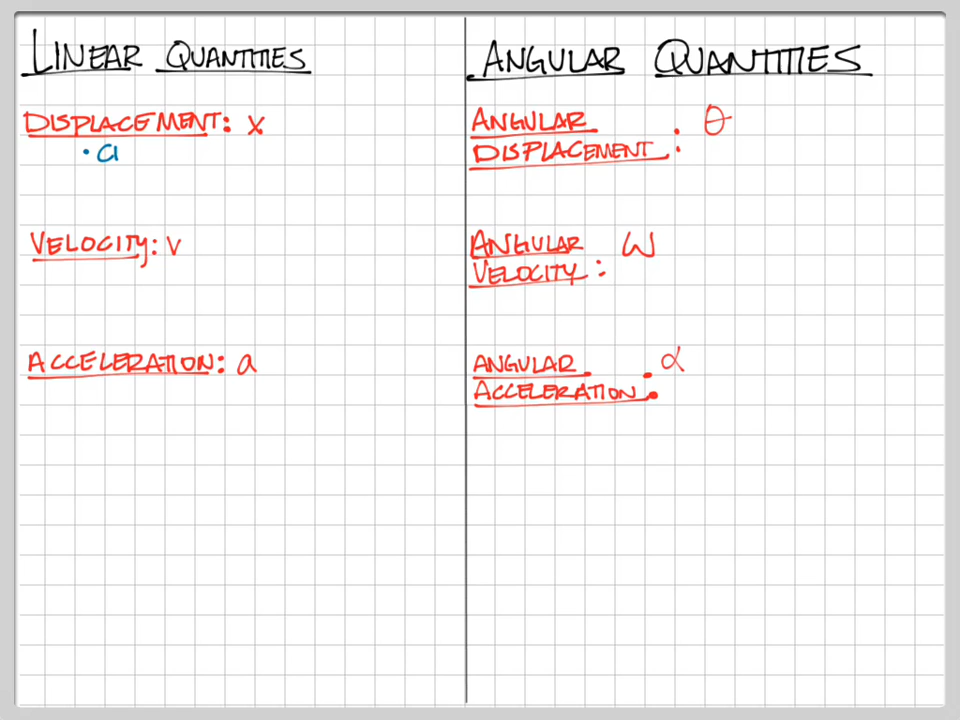 LINEAR QUANTITIES
DISPLACEMENT: x
VELOCITY: v
ACCELERATION: a
ANGULAR QUANTITIES
ANGULAR
DISPLACEMENT : θ
ANGULAR
VELOCITY : ω
ANGULAR
ACCELERATION : α